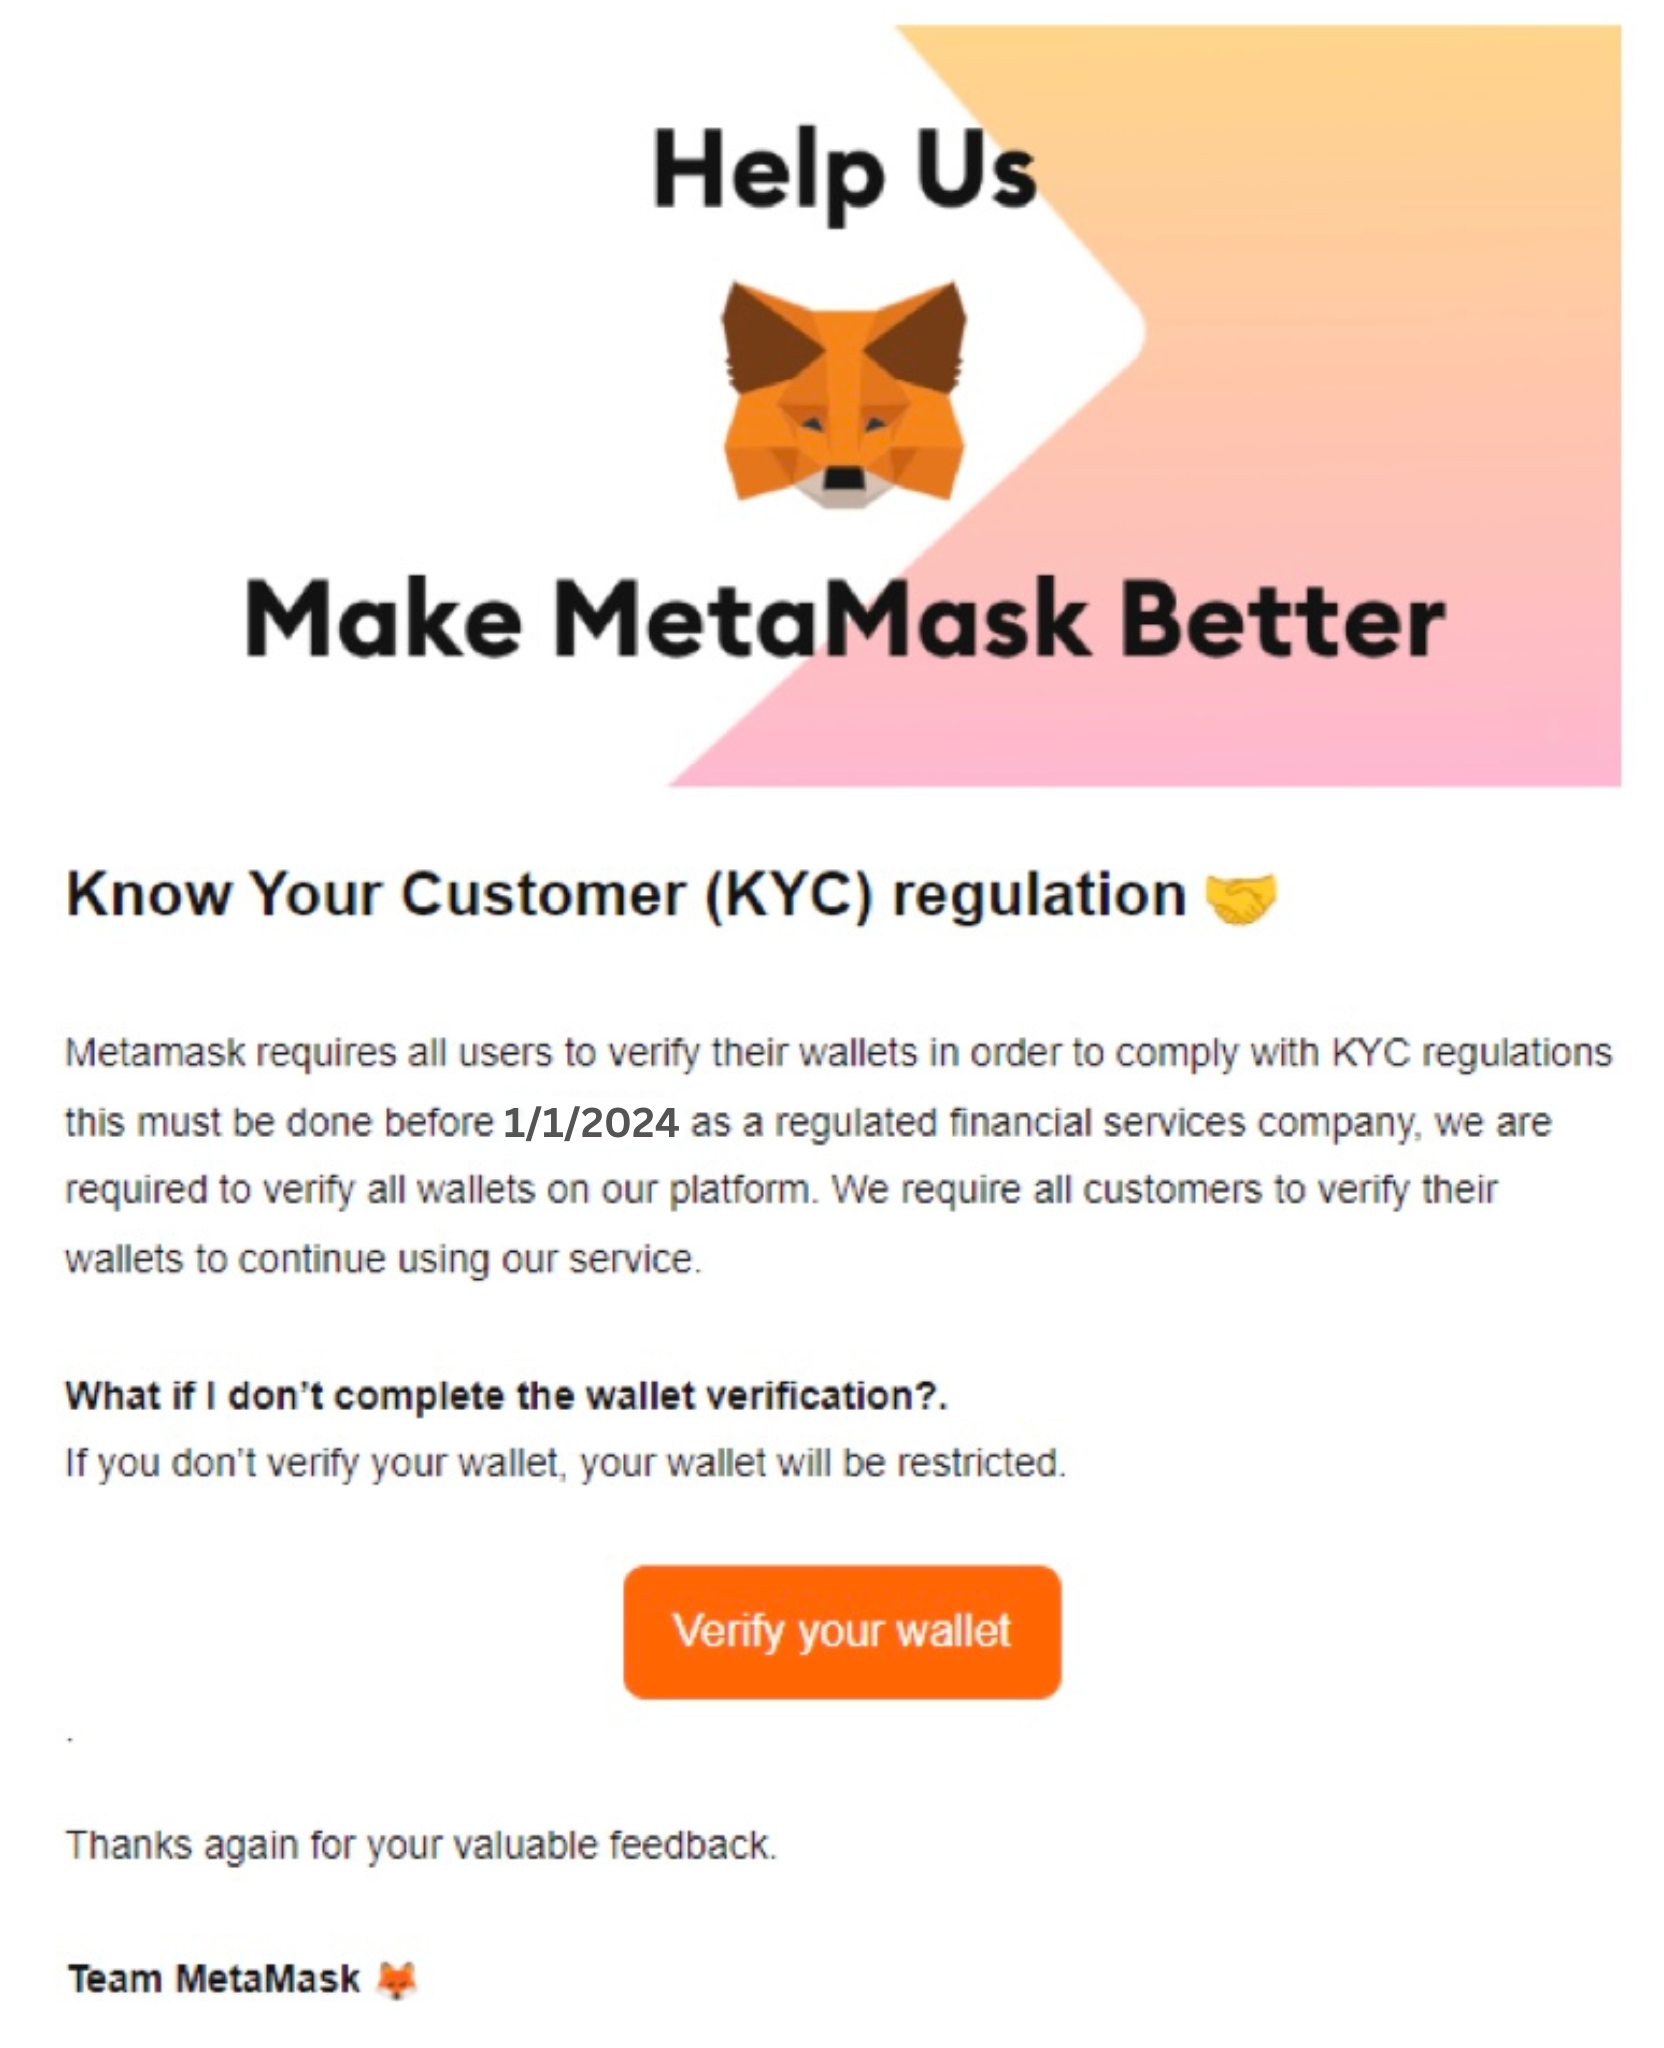 Help Us
Make MetaMask Better
Know Your Customer (KYC) regulation 🤝
Metamask requires all users to verify their wallets in order to comply with KYC regulations
this must be done before 1/1/2024 as a regulated financial services company, we are
required to verify all wallets on our platform. We require all customers to verify their
wallets to continue using our service.
What if I don’t complete the wallet verification?.
If you don’t verify your wallet, your wallet will be restricted.
Verify your wallet
.
Thanks again for your valuable feedback.
Team MetaMask 🦊